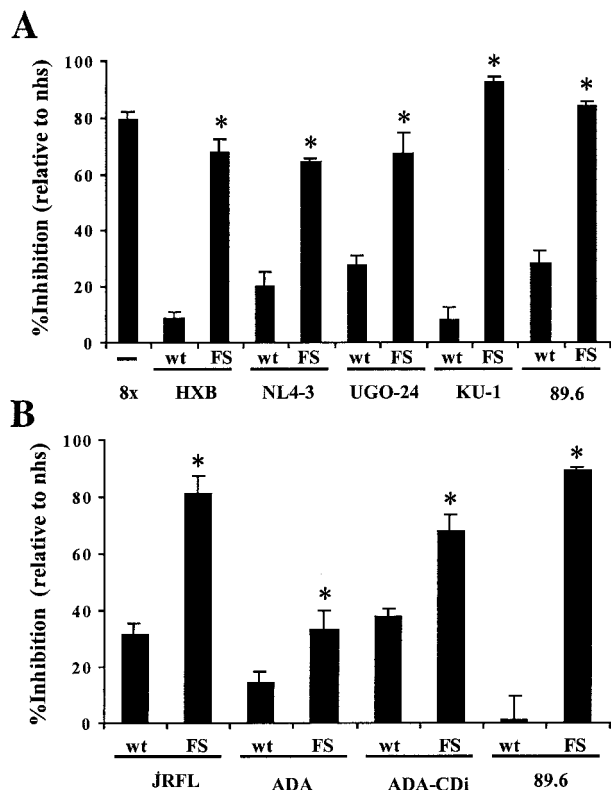 A
%Inhibition (relative to nhs)
100
80
60
40
20
0
* * * * *
– wt FS wt FS wt FS wt FS wt FS
8x HXB NL4-3 UGO-24 KU-1 89.6
B
%Inhibition (relative to nhs)
100
80
60
40
20
0
* * * *
wt FS wt FS wt FS wt FS
JRFL ADA ADA-CDi 89.6